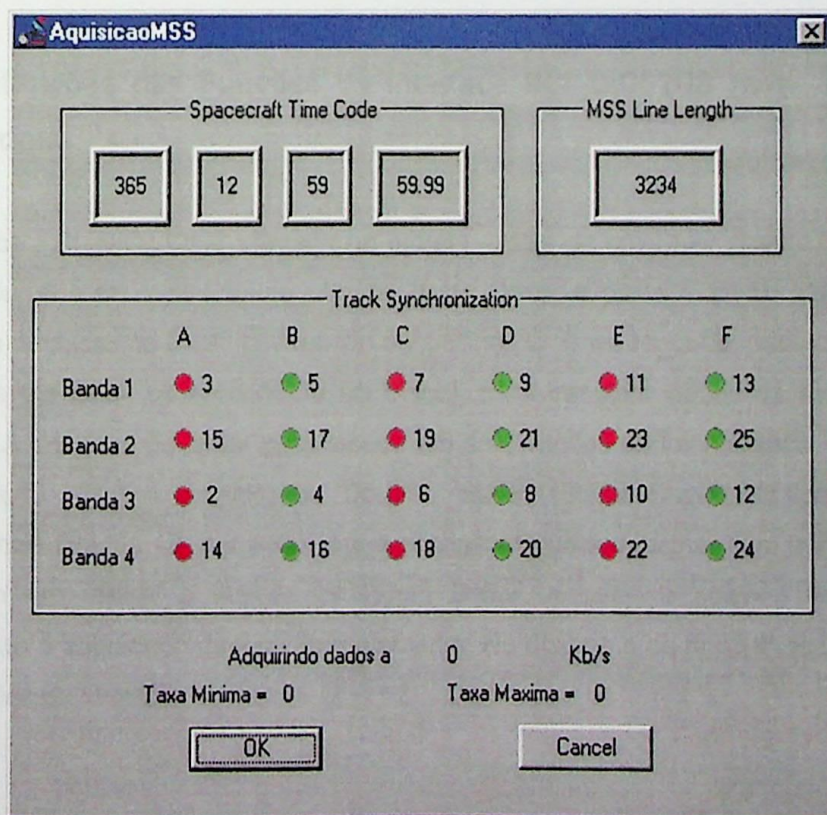 AquisicaoMSS
Spacecraft Time Code
MSS Line Length
365 12 59 59.99
3234
Track Synchronization
A B C D E F
Banda 1 3 5 7 9 11 13
Banda 2 15 17 19 21 23 25
Banda 3 2 4 6 8 10 12
Banda 4 14 16 18 20 22 24
Adquirindo dados a 0 Kb/s
Taxa Minima = 0 Taxa Maxima = 0
OK Cancel